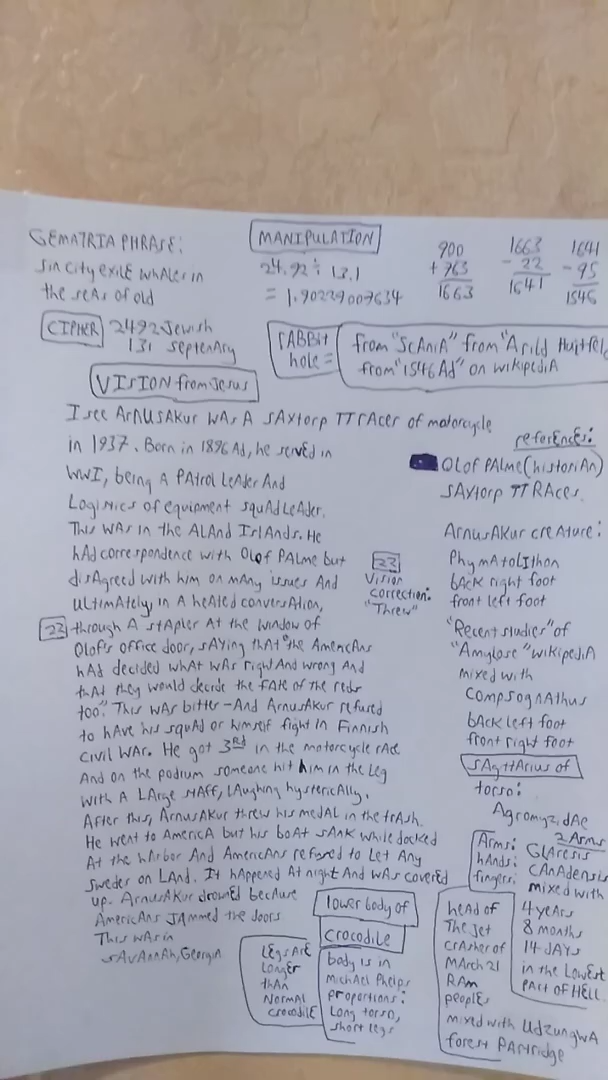 GEMATRIA PHRASE:
sin city exile whaler in
the seas of old
CIPHER 2492 Jewish
131 septenary
MANIPULATION
24.92 ÷ 13.1
= 1.90229007634
900
+ 763
1663
1663
- 22
1641
1641
- 95
1546
rABBit
hole =
from "ScAniA" from "Arild Huitfel
from "1546 Ad" on wikipediA
VISION from Jesus
I see ArnusAkur wAs A sAxtorp TT rAcer of motorcycle
in 1937. Born in 1896 Ad, he served in
WWI, being A PAtrol LeAder And
Logistics of equipment squAd LeAder.
This wAs in the ALAnd IsLAnds. He
hAd correspondence with Olof PAlme but
disAgreed with him on mAny issues And
ultimAtely, in A heAted conversAtion,
23 through A stApler At the window of
Olof's office door, sAying thAt "the AmericAns
hAd decided whAt wAs right And wrong And
thAt they would decide the fAte of the reds
too." This wAs bitter - And ArnusAkur refused
to hAve his squAd or himself fight in Finnish
civil wAr. He got 3rd in the motorcycle rAce
And on the podium someone hit him in the Leg
with A LArge stAff, LAughing hystericAlly.
After this, ArnusAkur threw his medAl in the trAsh.
He went to AmericA but his boAt sAnk while docked
At the hArbor And AmericAns refused to Let Any
Sweder on LAnd. It hAppened At night And wAs covered
up. ArnusAkur drowned becAuse
AmericAns JAmmed the doors
This wAs in
sAvAnnAh, GeorgiA
23
Vision
correction:
"Threw"
references:
Olof PAlme (historiAn)
sAxtorp TT RAces.
ArnusAkur creAture:
PhymAtolithon
bAck right foot
front left foot
"Recent studies" of
"Amylose" wikipediA
mixed with
CompsognAthus
bAck left foot
front right foot
sAgttArius of
torso:
Agromyzidae
2 Arms
Arms:
hAnds:
fingers:
GLAresis
cAnAdensis
mixed with
4 yeArs
8 months
14 dAys
in the Lowest
pArt of HELL
lower body of
crocodile
body is in
MichAel Phelps
proportions:
Long torso,
short legs
LEgs Are
Longer
thAn
Normal
crocodile
heAd of
The Jet
crAsher of
MArch 21
RAm
peoples
mixed with UdzungwA
forest PArtridge